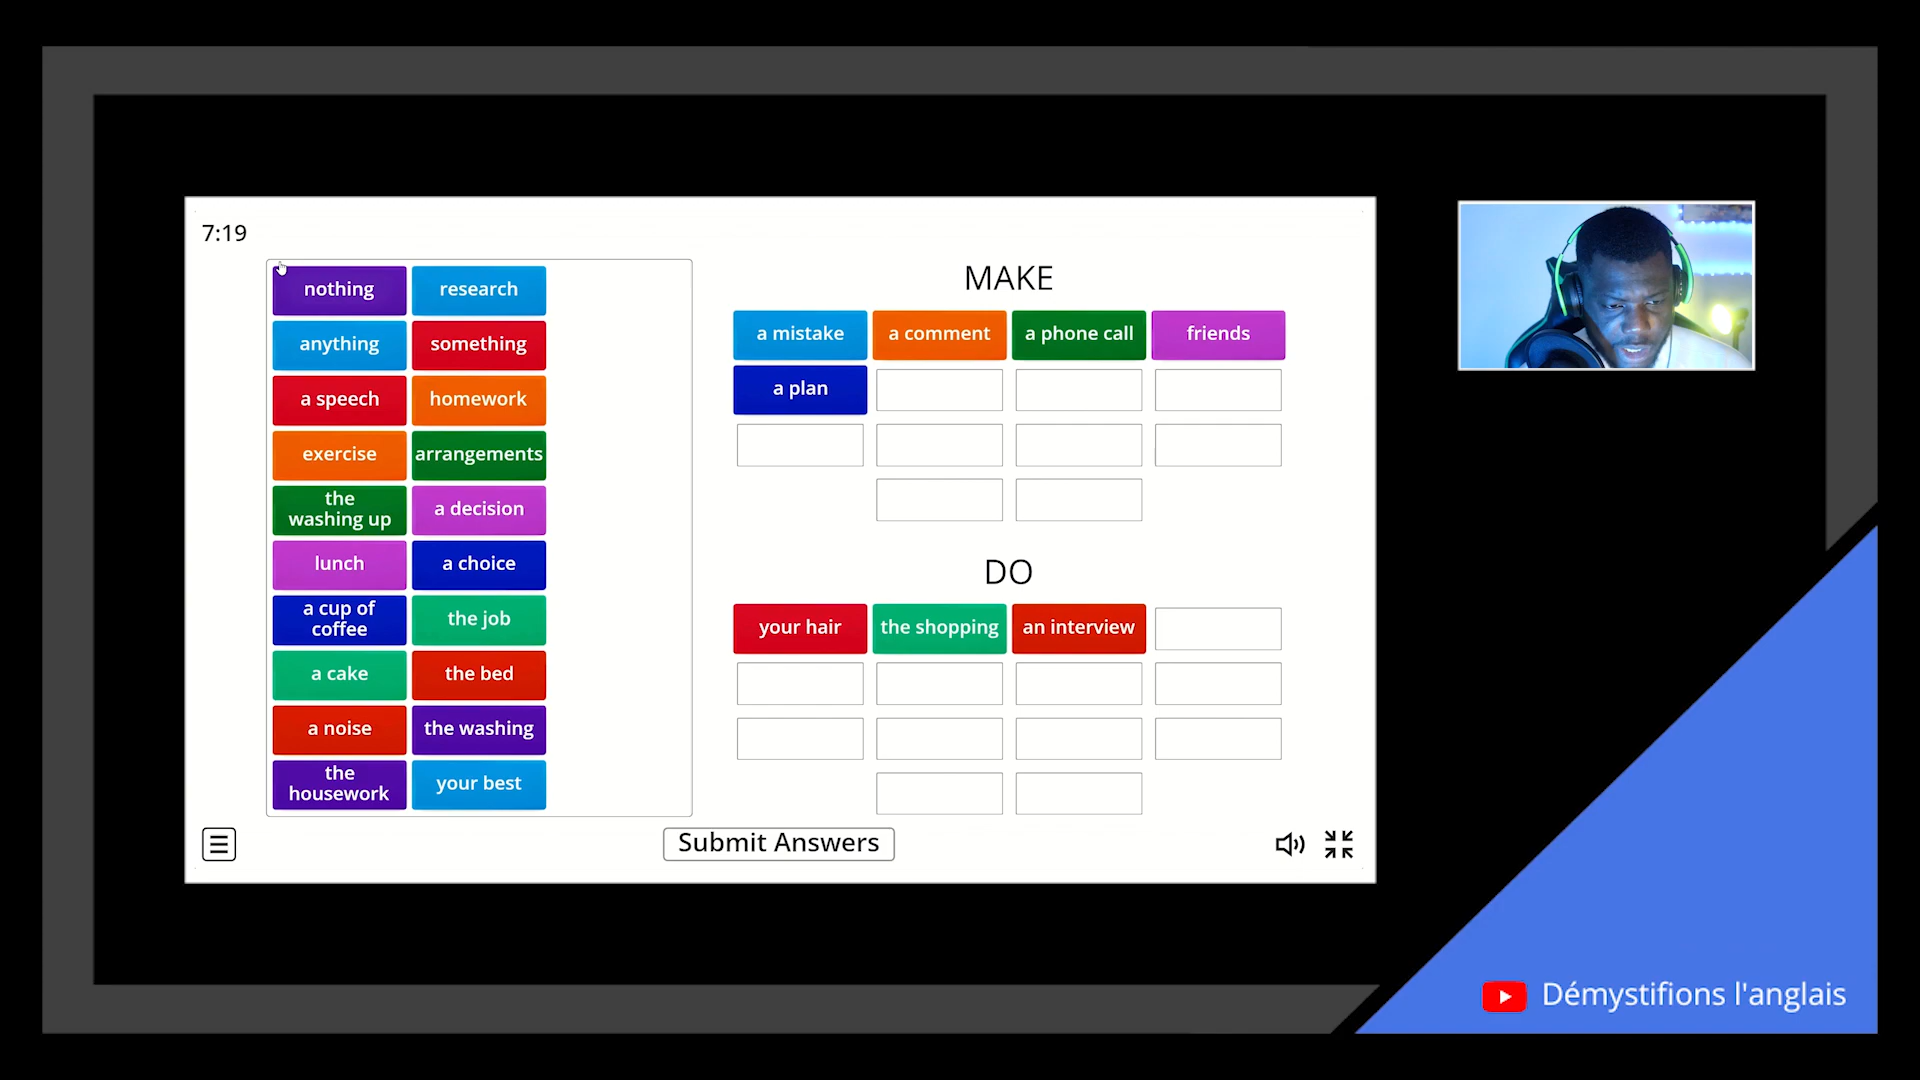 7:19
nothing
research
anything
something
a speech
homework
exercise
arrangements
the
washing up
a decision
lunch
a choice
a cup of
coffee
the job
a cake
the bed
a noise
the washing
the
housework
your best
MAKE
a mistake
a comment
a phone call
friends
a plan
DO
your hair
the shopping
an interview
Submit Answers
Démystifions l'anglais